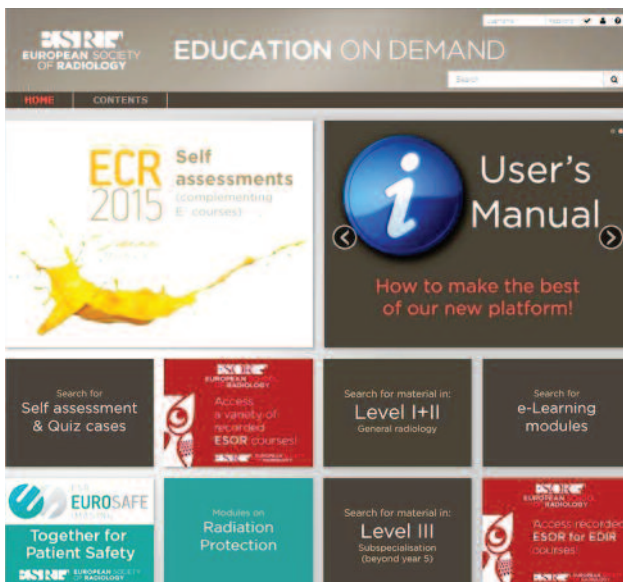 EUROPEAN SOCIETY
OF RADIOLOGY
EDUCATION ON DEMAND
Search
HOME
CONTENTS
ECR
2015
Self
assessments
(complementing
E³ courses)
User's
Manual
How to make the best
of our new platform!
Search for
Self assessment
& Quiz cases
EUROPEAN
RADIOLOGY
Access
a variety of
recorded
ESOR courses!
Search for material in:
Level I+II
General radiology
Search for
e-Learning
modules
EUROSAFE
Together for
Patient Safety
EUROPEAN SOCIETY
OF RADIOLOGY
Modules on
Radiation
Protection
Search for material in:
Level III
Subspecialisation
(beyond year 5)
EUROPEAN
RADIOLOGY
Access recorded
ESOR for EDIR
courses!